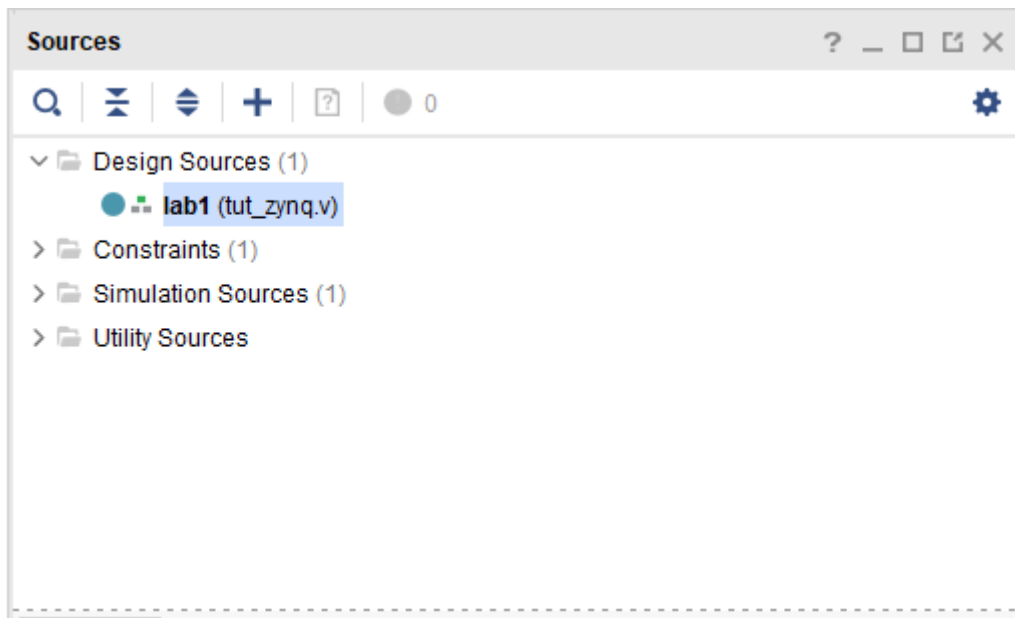 Sources
0
Design Sources (1)
lab1 (tut_zynq.v)
Constraints (1)
Simulation Sources (1)
Utility Sources